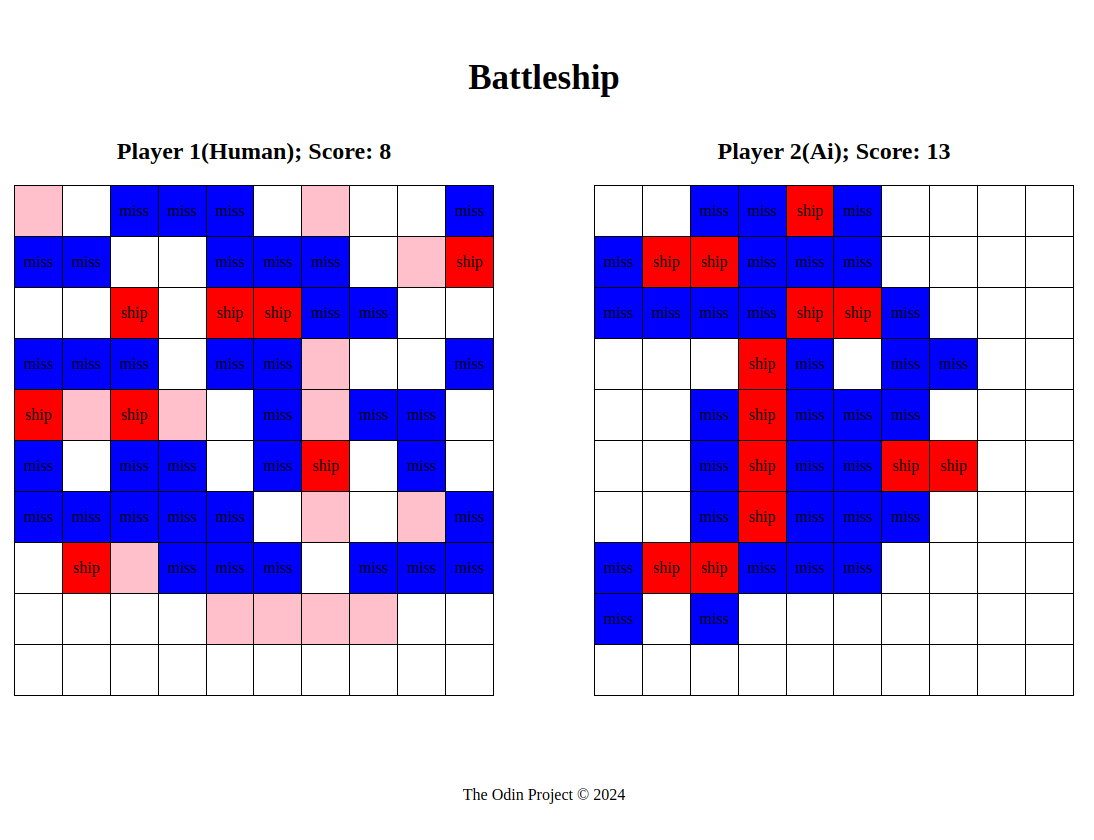 Battleship
Player 1(Human); Score: 8 Player 2(Ai); Score: 13
miss miss miss miss miss miss ship miss
miss miss miss miss miss ship miss ship ship miss miss miss
ship ship ship miss miss miss miss miss miss ship ship miss
miss miss miss miss miss miss ship miss miss miss
ship ship miss miss miss miss ship miss miss miss
miss miss miss miss ship miss miss ship miss miss ship ship
miss miss miss miss miss miss miss ship miss miss miss
ship miss miss miss miss miss miss miss ship ship miss miss miss
miss miss
The Odin Project © 2024